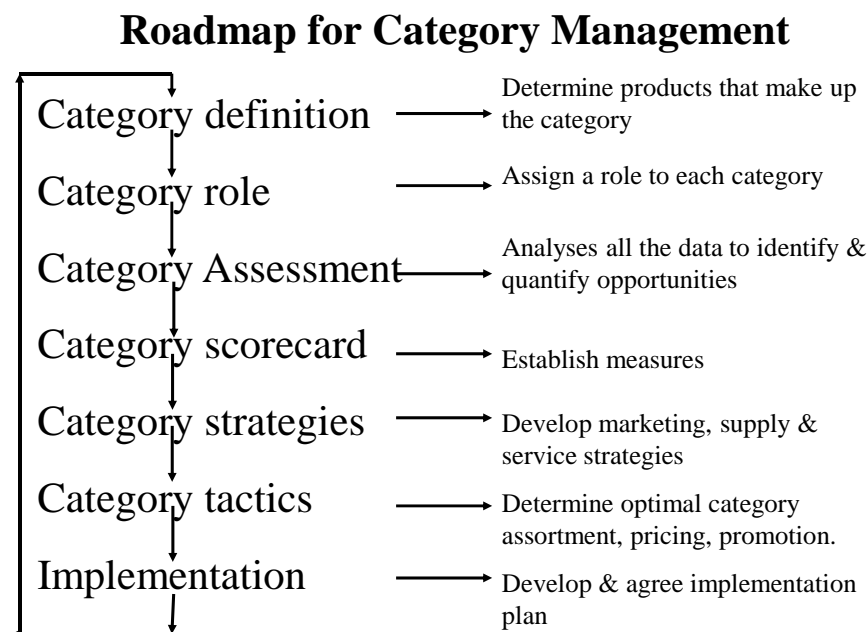 Roadmap for Category Management
Category definition
Determine products that make up
the category
Category role
Assign a role to each category
Category Assessment
Analyses all the data to identify &
quantify opportunities
Category scorecard
Establish measures
Category strategies
Develop marketing, supply &
service strategies
Category tactics
Determine optimal category
assortment, pricing, promotion.
Implementation
Develop & agree implementation
plan